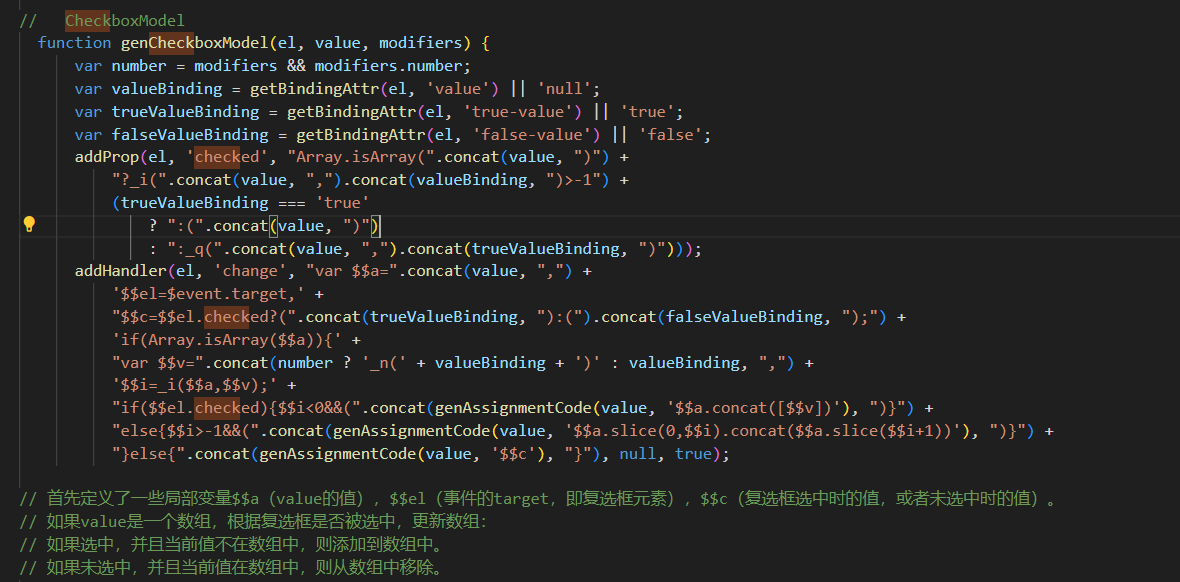 //   CheckboxModel
function genCheckboxModel(el, value, modifiers) {
var number = modifiers && modifiers.number;
var valueBinding = getBindingAttr(el, 'value') || 'null';
var trueValueBinding = getBindingAttr(el, 'true-value') || 'true';
var falseValueBinding = getBindingAttr(el, 'false-value') || 'false';
addProp(el, 'checked', "Array.isArray(".concat(value, ")") +
"?_i(".concat(value, ",").concat(valueBinding, ")>-1") +
(trueValueBinding === 'true'
? ":(".concat(value, ")")
: ":_q(".concat(value, ",").concat(trueValueBinding, ")")));
addHandler(el, 'change', "var $$a=".concat(value, ",") +
'$$el=$event.target,' +
"$$c=$$el.checked?(".concat(trueValueBinding, "):(").concat(falseValueBinding, ");") +
'if(Array.isArray($$a)){' +
"var $$v=".concat(number ? '_n(' + valueBinding + ')' : valueBinding, ",") +
'$$i=_i($$a,$$v);' +
"if($$el.checked){$$i<0&&(".concat(genAssignmentCode(value, '$$a.concat([$$v])'), ")}") +
"else{$$i>-1&&(".concat(genAssignmentCode(value, '$$a.slice(0,$$i).concat($$a.slice($$i+1))'), ")}") +
"}else{".concat(genAssignmentCode(value, '$$c'), "}"), null, true);
// 首先定义了一些局部变量$$a（value的值）, $$el（事件的target，即复选框元素）, $$c（复选框选中时的值，或者未选中时的值）。
// 如果value是一个数组，根据复选框是否被选中，更新数组：
// 如果选中，并且当前值不在数组中，则添加到数组中。
// 如果未选中，并且当前值在数组中，则从数组中移除。